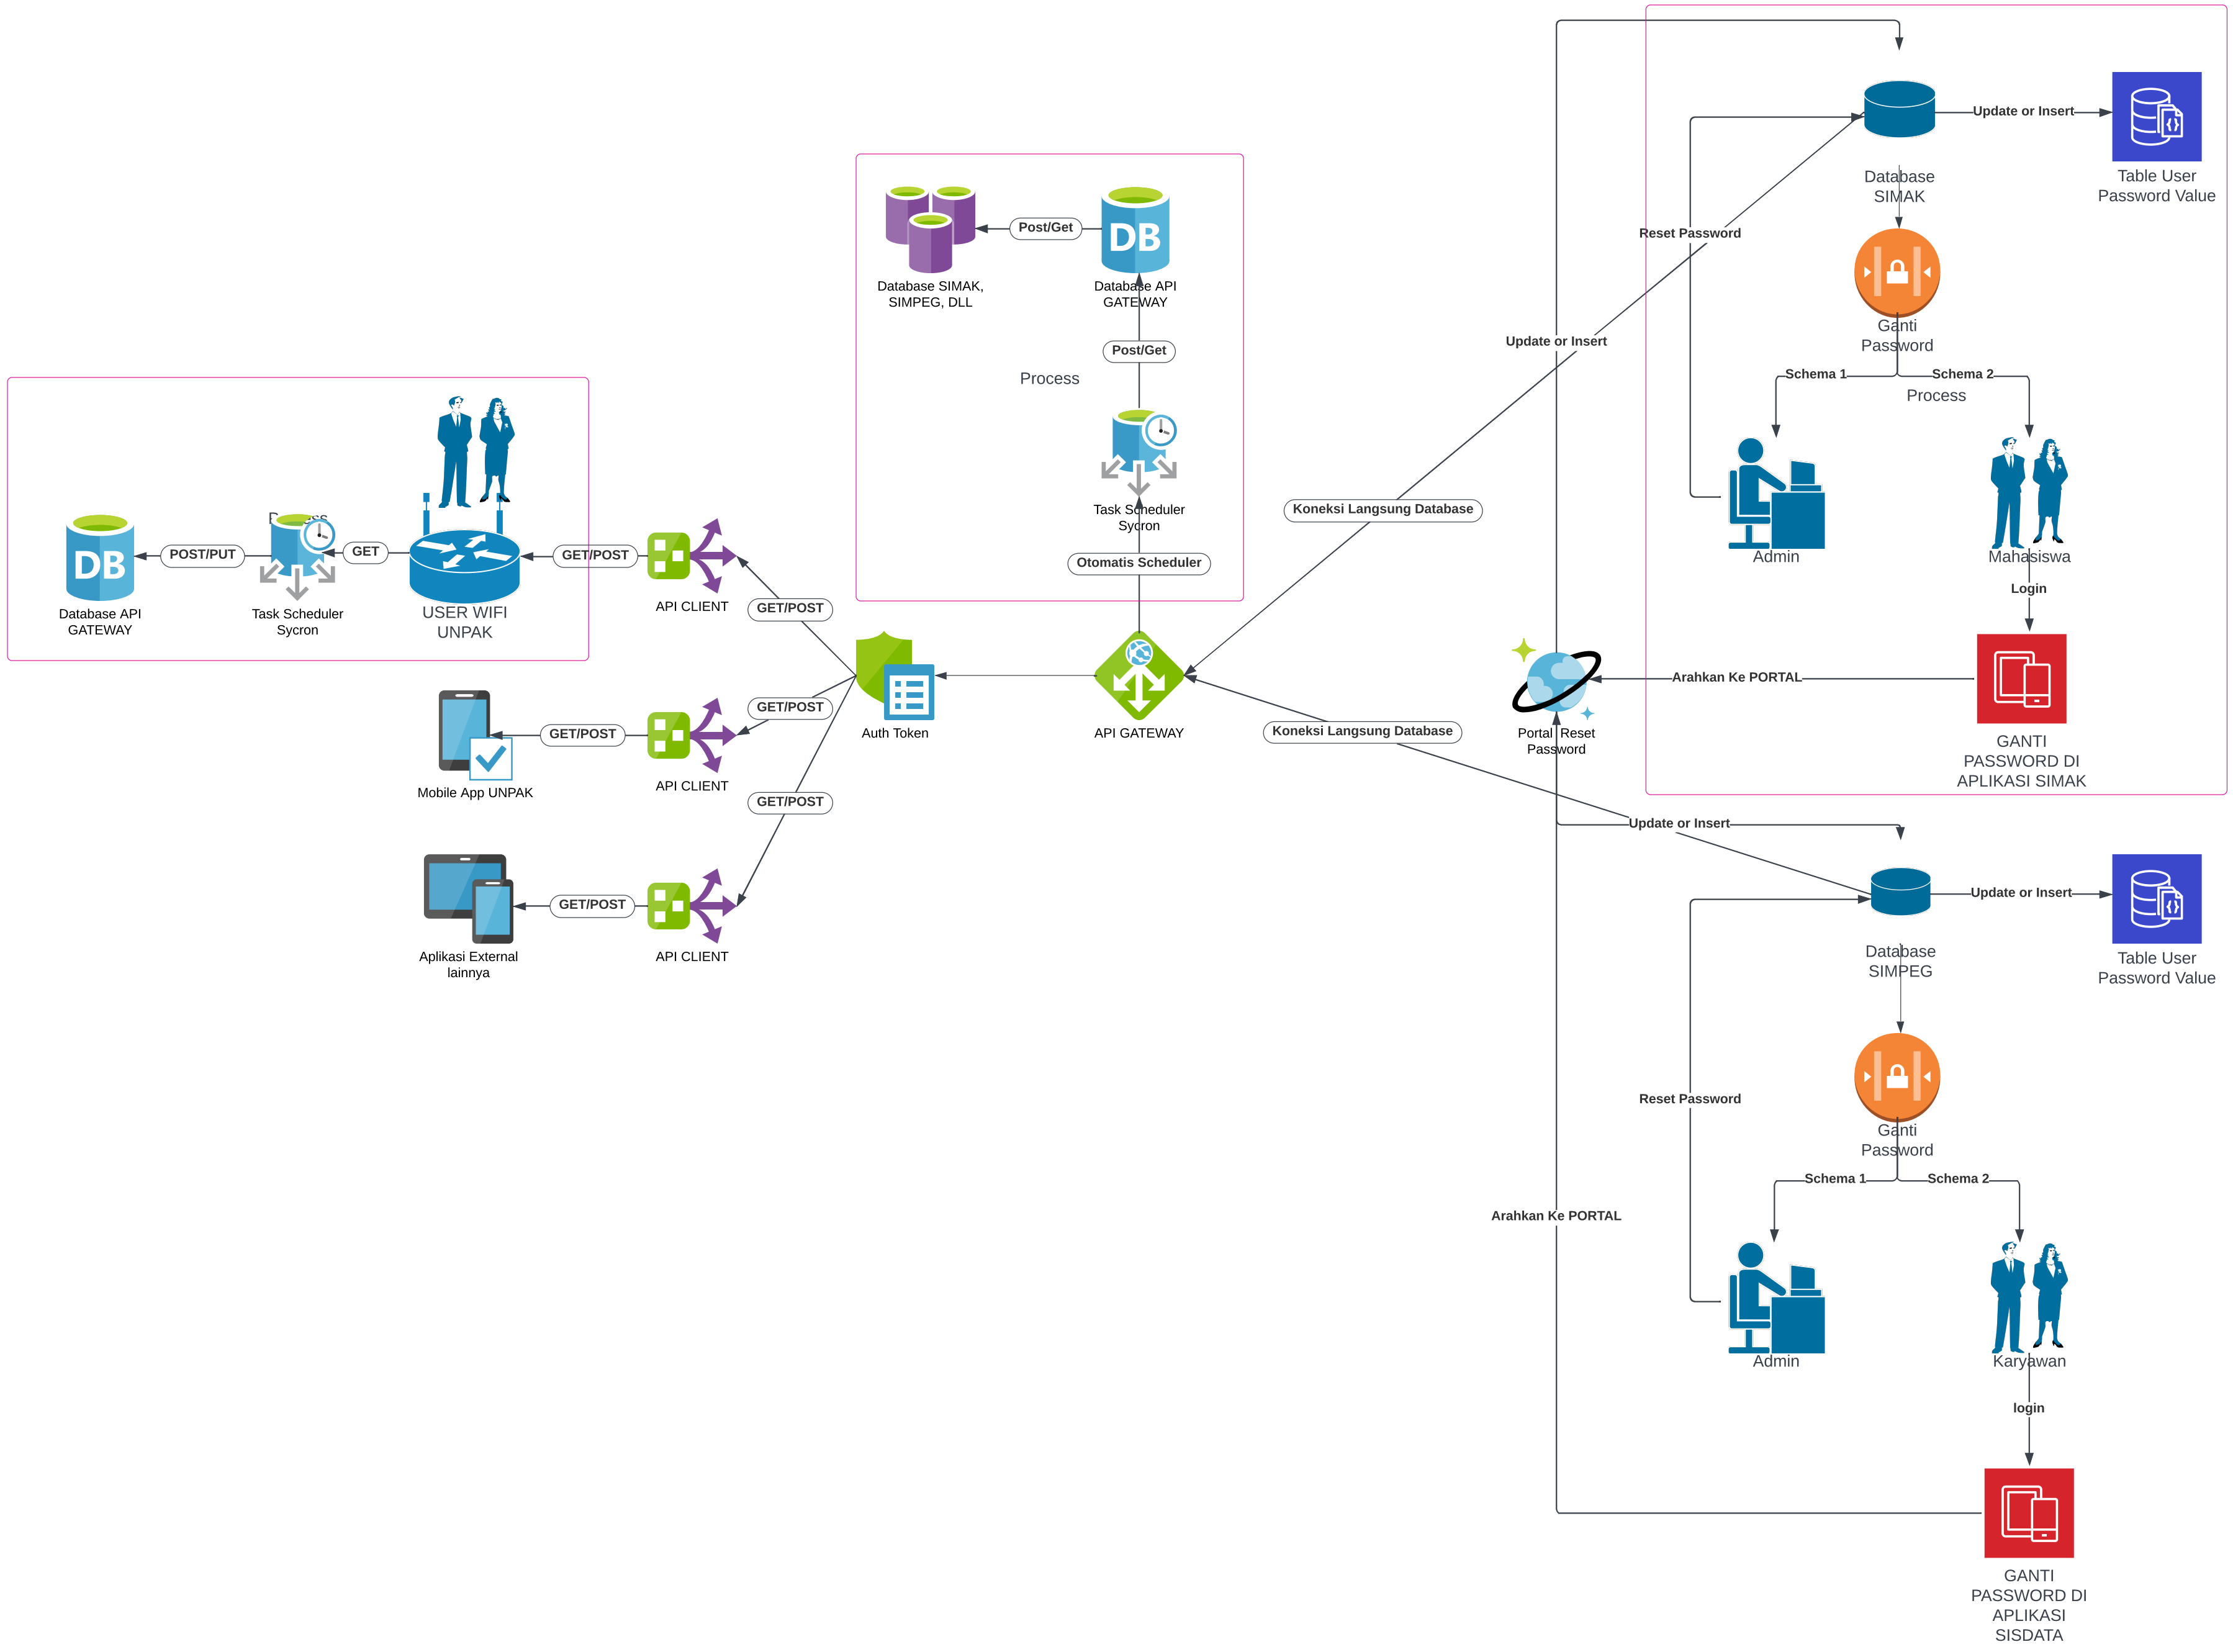 Update or Insert
Table User
Password Value
Database
SIMAK
Reset Password
Ganti
Password
Update or Insert
Schema 1
Schema 2
Process
Admin
Mahasiswa
Login
Arahkan Ke PORTAL
GANTI
PASSWORD DI
APLIKASI SIMAK
DB
Post/Get
Database SIMAK,
SIMPEG, DLL
Database API
GATEWAY
Post/Get
Process
Task Scheduler
Sycron
Otomatis Scheduler
Koneksi Langsung Database
Koneksi Langsung Database
DB
POST/PUT
GET
GET/POST
Database API
GATEWAY
Task Scheduler
Sycron
USER WIFI
UNPAK
API CLIENT
GET/POST
GET/POST
GET/POST
GET/POST
Mobile App UNPAK
API CLIENT
Auth Token
API GATEWAY
Portal Reset
Password
GET/POST
Aplikasi External
lainnya
API CLIENT
Update or Insert
Update or Insert
Table User
Password Value
Database
SIMPEG
Reset Password
Ganti
Password
Schema 1
Schema 2
Arahkan Ke PORTAL
Admin
Karyawan
login
GANTI
PASSWORD DI
APLIKASI
SISDATA